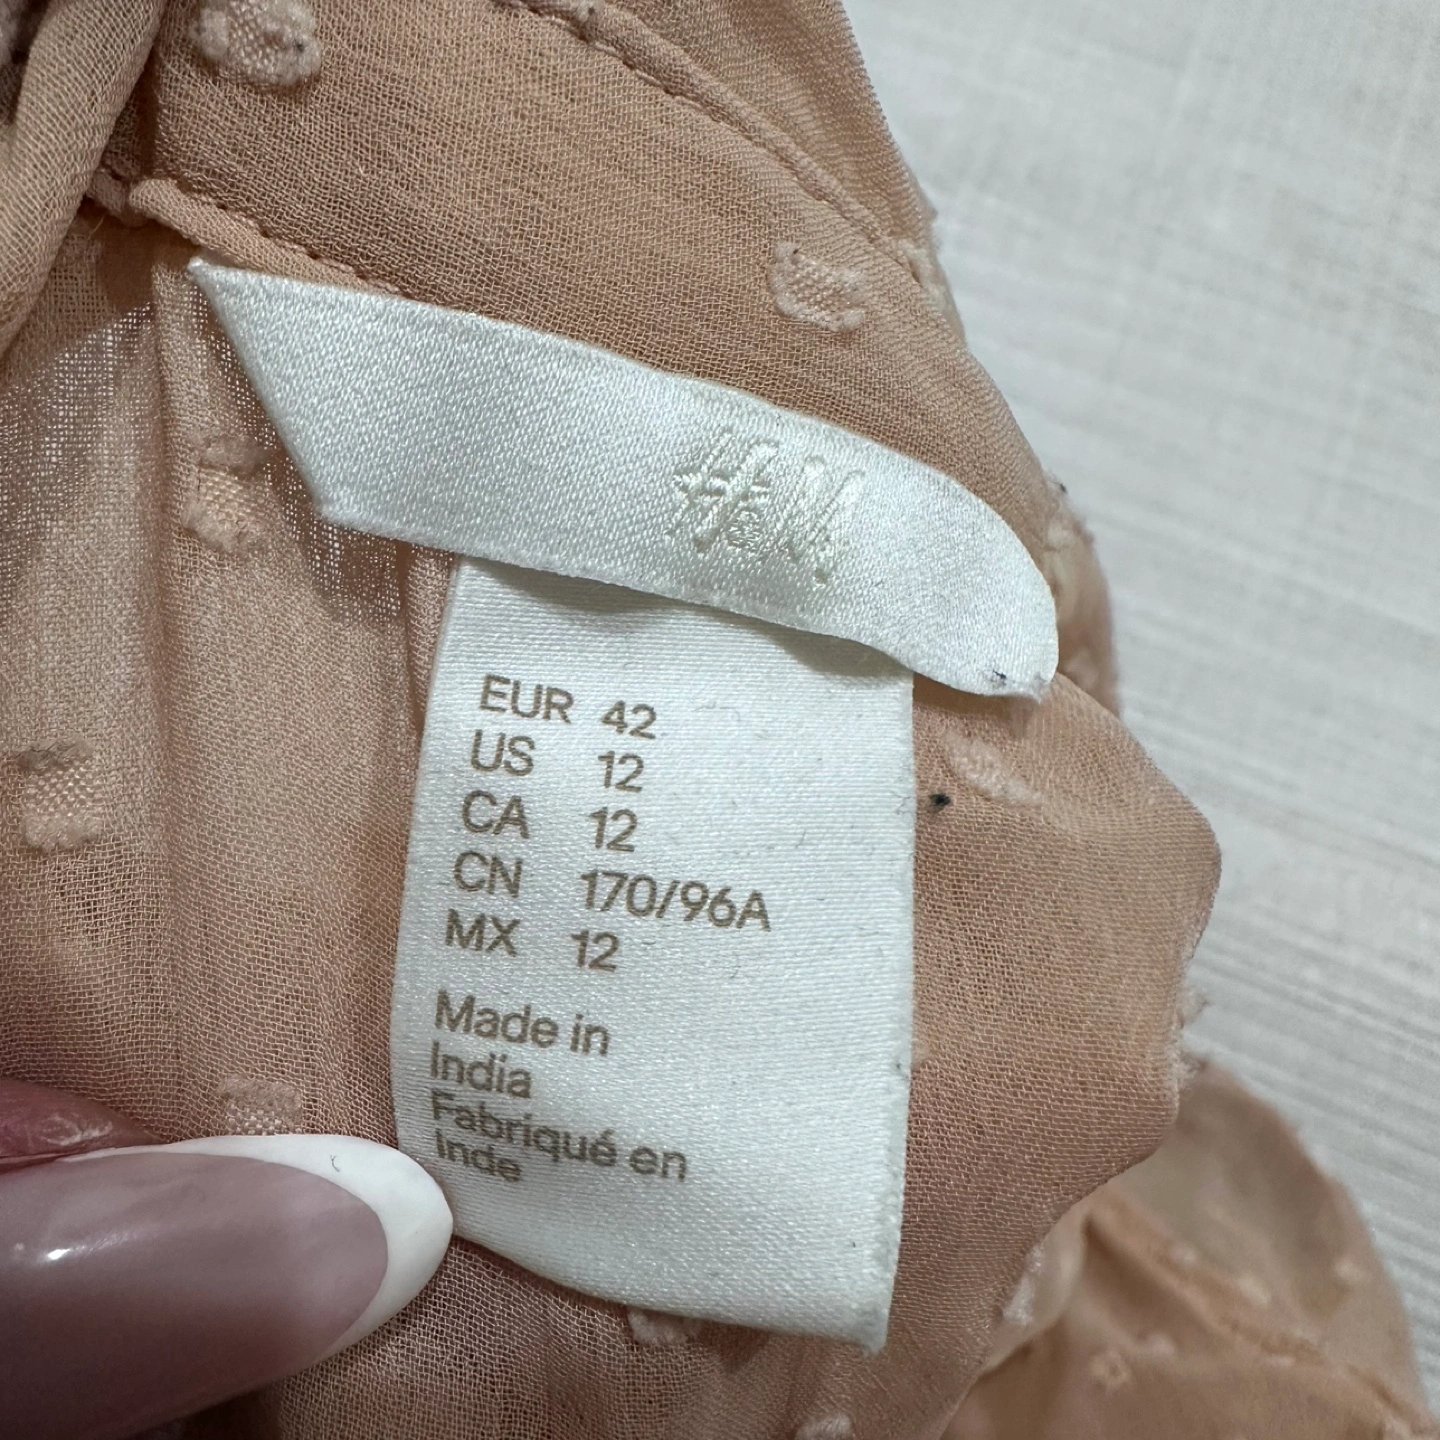 H&M
EUR 42
US 12
CA 12
CN 170/96A
MX 12
Made in
India
Fabriqué en
Inde